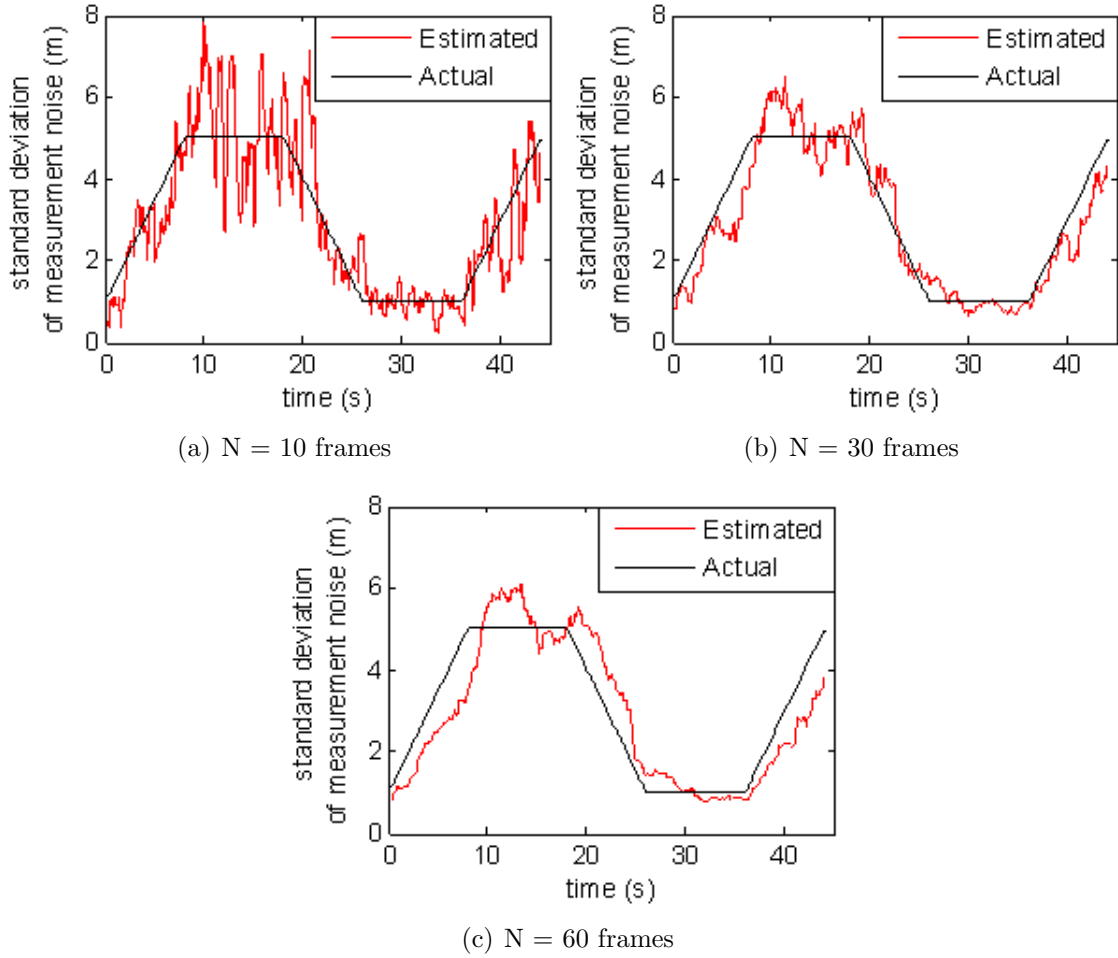 8
6
4
2
0
standard deviation
of measurement noise (m)
Estimated
Actual
0 10 20 30 40
time (s)
(a) N = 10 frames
8
6
4
2
0
standard deviation
of measurement noise (m)
Estimated
Actual
0 10 20 30 40
time (s)
(b) N = 30 frames
8
6
4
2
0
standard deviation
of measurement noise (m)
Estimated
Actual
0 10 20 30 40
time (s)
(c) N = 60 frames